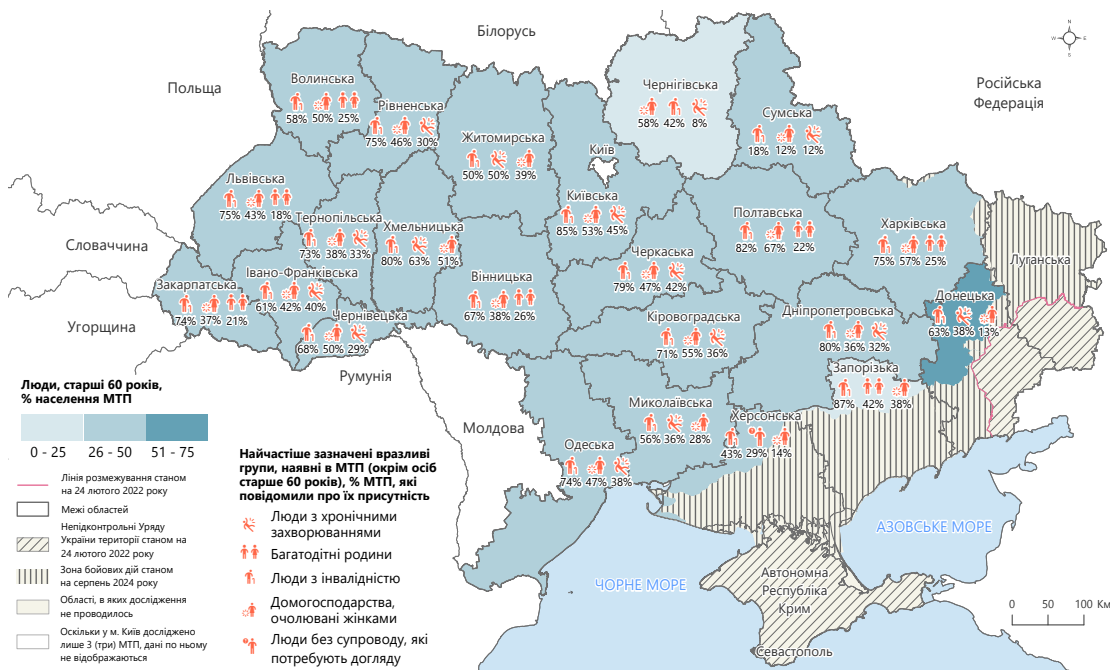 Білорусь
Польща
Російська
Федерація
Словаччина
Угорщина
Румунія
Молдова
Волинська
58% 50% 25%
Рівненська
75% 46% 30%
Житомирська
50% 50% 39%
Чернігівська
58% 42% 8%
Сумська
18% 12% 12%
Київ
Київська
85% 53% 45%
Львівська
75% 43% 18%
Тернопільська
73% 38% 33%
Хмельницька
80% 63% 51%
Полтавська
82% 67% 22%
Харківська
75% 57% 25%
Луганська
Черкаська
79% 47% 42%
Закарпатська
74% 37% 21%
Івано-Франківська
61% 42% 40%
Чернівецька
68% 50% 29%
Вінницька
67% 38% 26%
Кіровоградська
71% 55% 36%
Дніпропетровська
80% 36% 32%
Донецька
63% 38% 13%
Запорізька
87% 42% 38%
Миколаївська
56% 36% 28%
Херсонська
43% 29% 14%
Одеська
74% 47% 38%
АЗОВСЬКЕ МОРЕ
ЧОРНЕ МОРЕ
Автономна
Республіка
Крим
Севастополь
N
W E
S
0 50 100 Км
Люди, старші 60 років,
% населення МТП
0 - 25 26 - 50 51 - 75
Лінія розмежування станом
на 24 лютого 2022 року
Межі областей
Непідконтрольні Уряду
України території станом на
24 лютого 2022 року
Зона бойових дій станом
на серпень 2024 року
Області, в яких дослідження
не проводилось
Оскільки у м. Київ досліджено
лише 3 (три) МТП, дані по ньому
не відображаються
Найчастіше зазначені вразливі
групи, наявні в МТП (окрім осіб
старше 60 років), % МТП, які
повідомили про їх присутність
Люди з хронічними
захворюваннями
Багатодітні родини
Люди з інвалідністю
Домогосподарства,
очолювані жінками
Люди без супроводу, які
потребують догляду